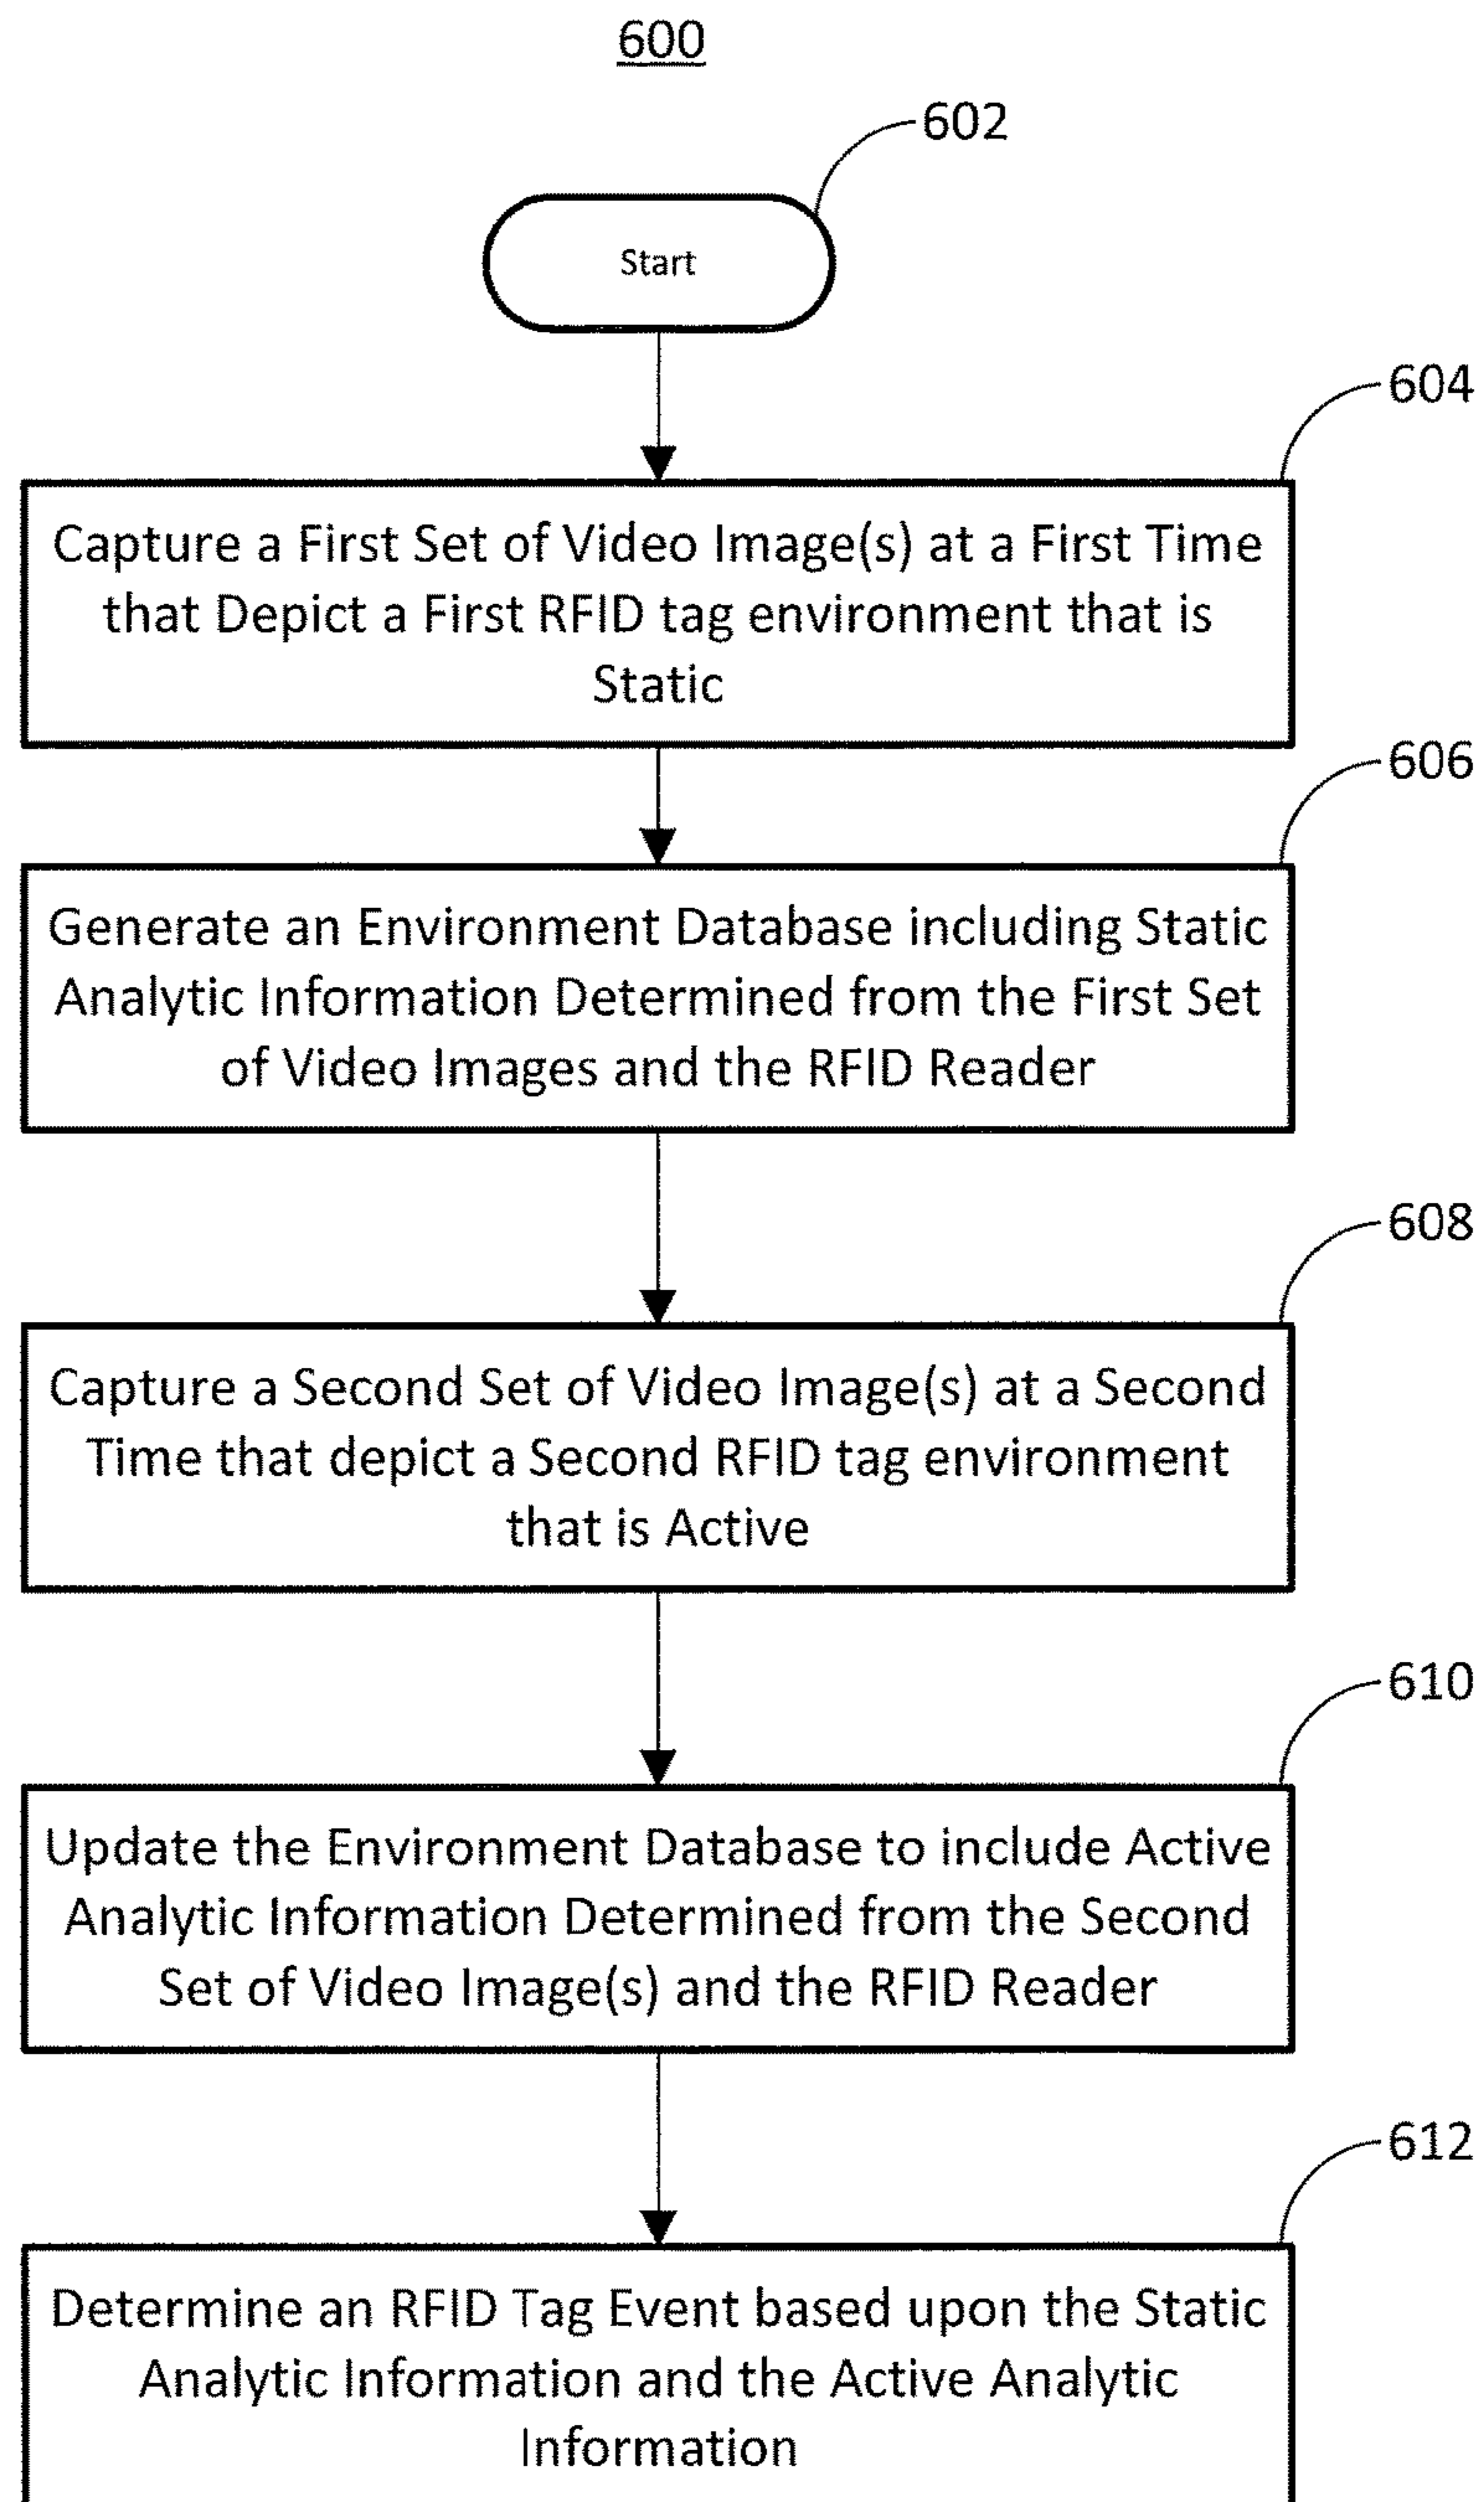 600
602
Start
604
Capture a First Set of Video Image(s) at a First Time
that Depict a First RFID tag environment that is
Static
606
Generate an Environment Database including Static
Analytic Information Determined from the First Set
of Video Images and the RFID Reader
608
Capture a Second Set of Video Image(s) at a Second
Time that depict a Second RFID tag environment
that is Active
610
Update the Environment Database to include Active
Analytic Information Determined from the Second
Set of Video Image(s) and the RFID Reader
612
Determine an RFID Tag Event based upon the Static
Analytic Information and the Active Analytic
Information